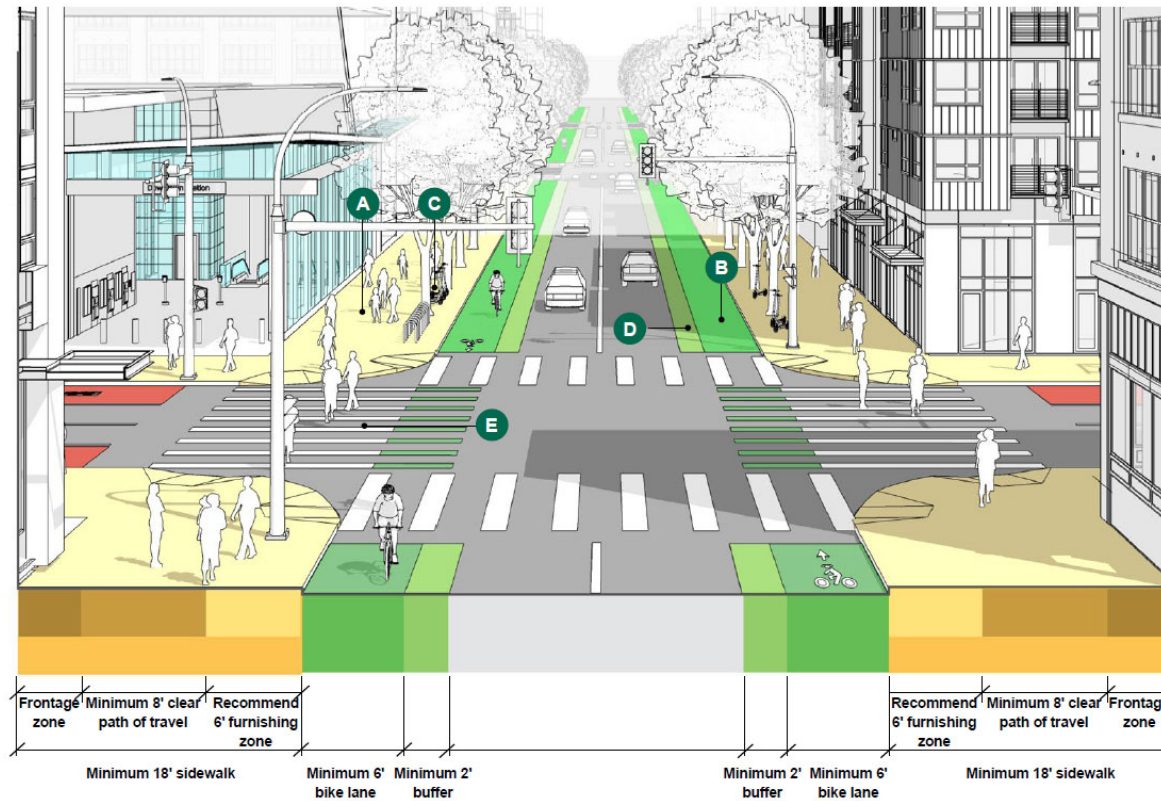 A
C
B
D
E
Frontage
zone
Minimum 8' clear
path of travel
Recommend
6' furnishing
zone
Recommend
6' furnishing
zone
Minimum 8' clear
path of travel
Frontag
zone
Minimum 18' sidewalk
Minimum 6'
bike lane
Minimum 2'
buffer
Minimum 2'
buffer
Minimum 6'
bike lane
Minimum 18' sidewalk